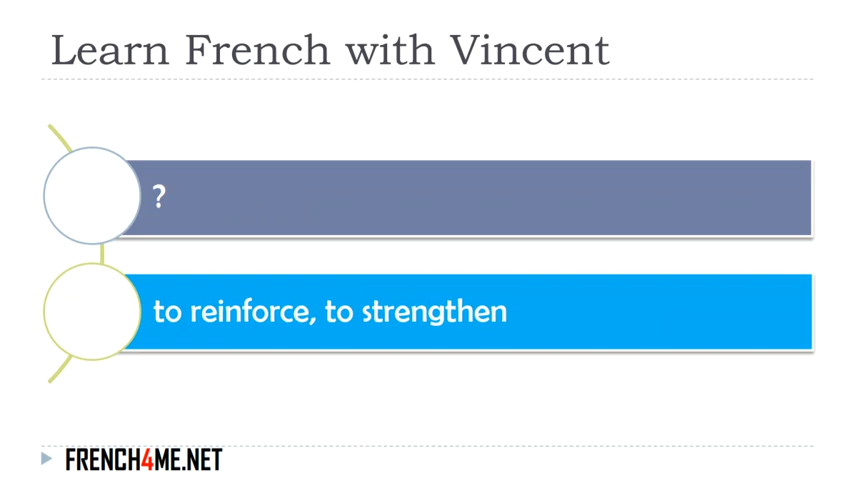 Learn French with Vincent
?
to reinforce, to strengthen
FRENCH4ME.NET